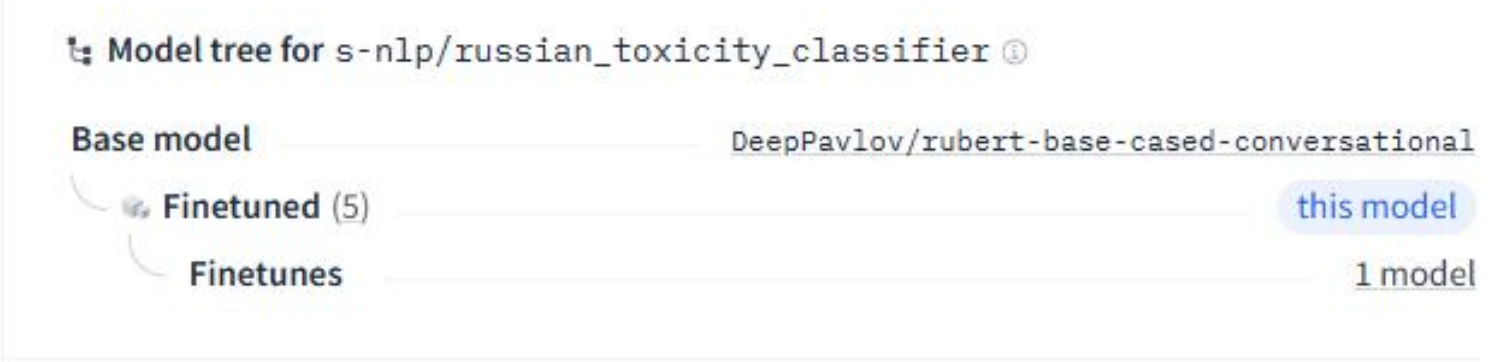 Model tree for s-nlp/russian_toxicity_classifier
Base model DeepPavlov/rubert-base-cased-conversational
Finetuned (5) this model
Finetunes 1 model